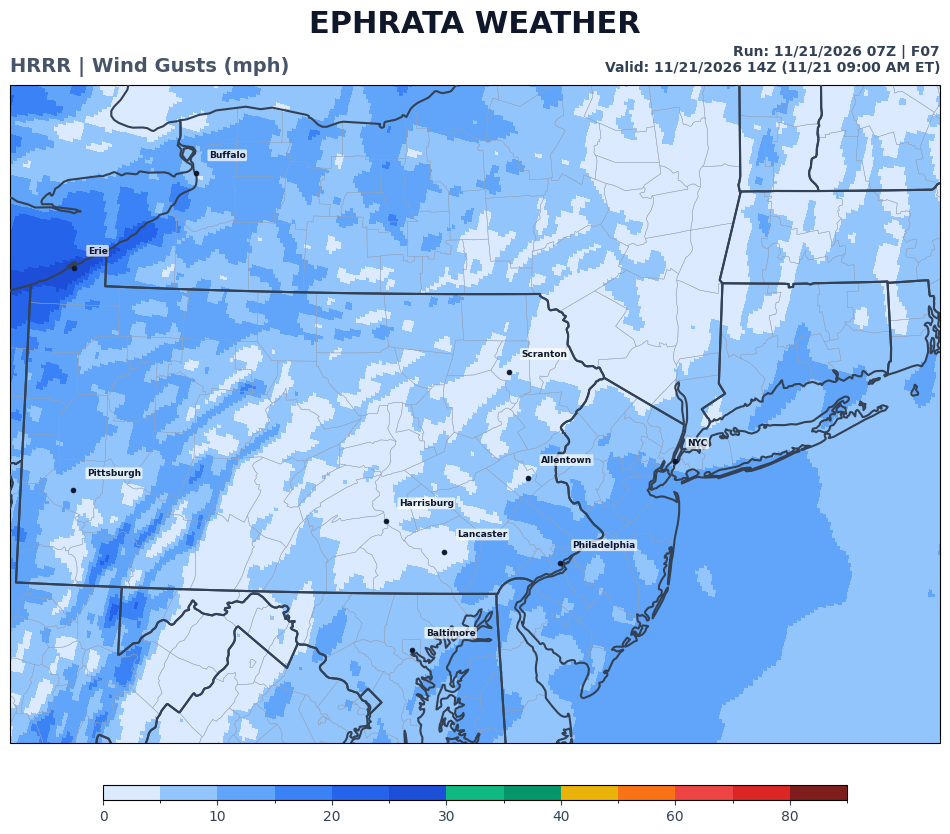 EPHRATA WEATHER
HRRR | Wind Gusts (mph)
Run: 11/21/2026 07Z | F07
Valid: 11/21/2026 14Z (11/21 09:00 AM ET)
Buffalo
Erie
Scranton
NYC
Allentown
Pittsburgh
Harrisburg
Lancaster
Philadelphia
Baltimore
0 10 20 30 40 50 60 70 80